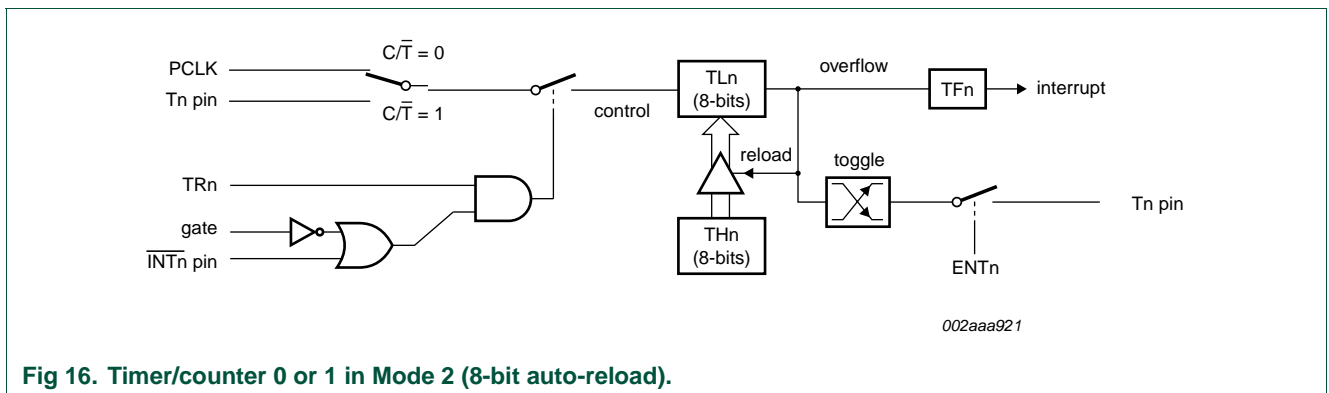 C/T̅ = 0
PCLK
Tn pin
C/T̅ = 1
TRn
gate
I̅N̅T̅n̅ pin
control
TLn
(8-bits)
overflow
TFn
interrupt
reload
toggle
THn
(8-bits)
Tn pin
ENTn
002aaa921
Fig 16. Timer/counter 0 or 1 in Mode 2 (8-bit auto-reload).